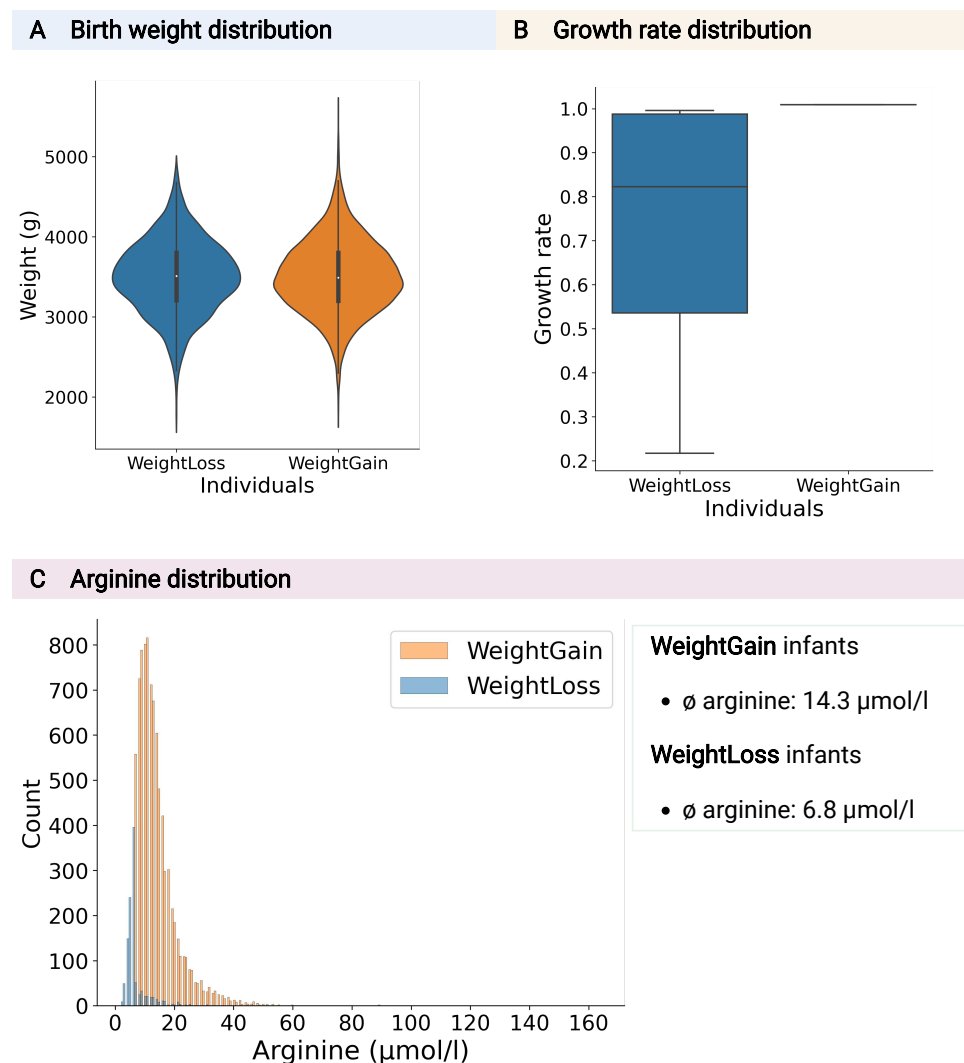 A Birth weight distribution
B Growth rate distribution
Weight (g)
5000
4000
3000
2000
WeightLoss WeightGain
Individuals
Growth rate
1.0
0.9
0.8
0.7
0.6
0.5
0.4
0.3
0.2
WeightLoss WeightGain
Individuals
C Arginine distribution
Count
800
700
600
500
400
300
200
100
0
0 20 40 60 80 100 120 140 160
Arginine (µmol/l)
WeightGain
WeightLoss
WeightGain infants
• ø arginine: 14.3 µmol/l
WeightLoss infants
• ø arginine: 6.8 µmol/l